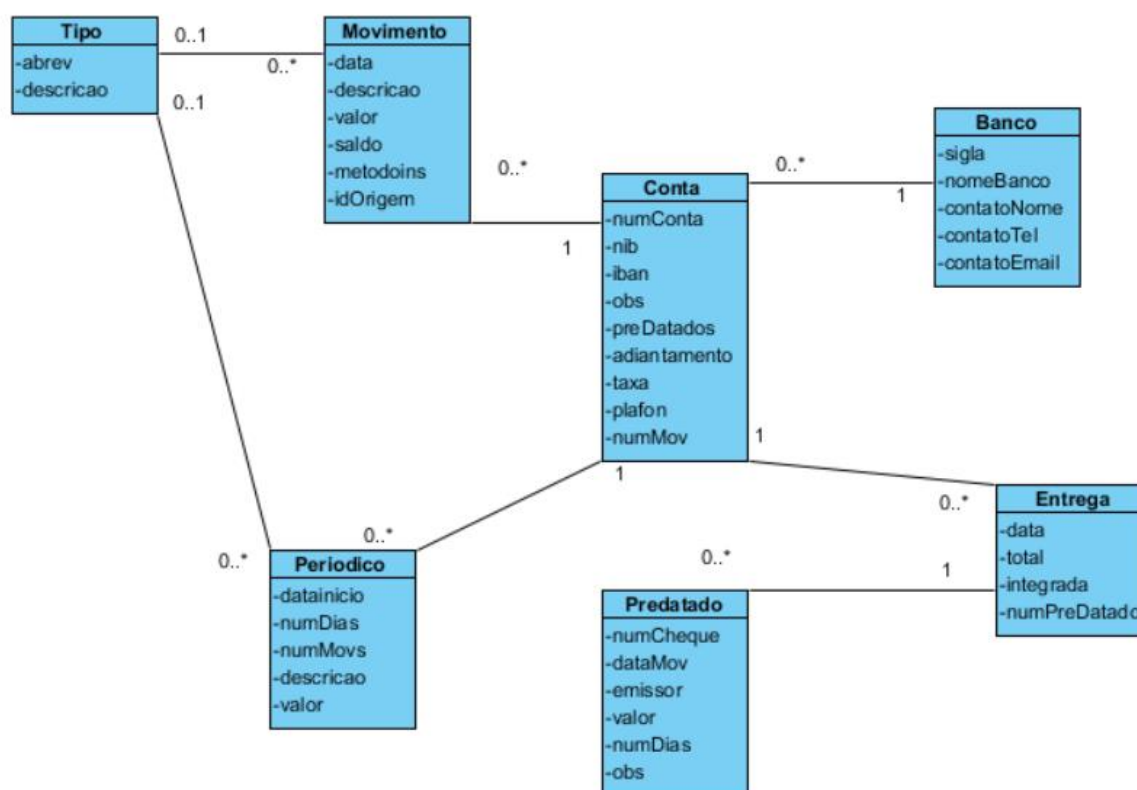 Tipo
-abrev
-descricao
0..1
0..*
0..1
Movimento
-data
-descricao
-valor
-saldo
-metodoins
-idOrigem
0..*
1
Conta
-numConta
-nib
-iban
-obs
-preDatados
-adiantamento
-taxa
-plafon
-numMov
0..*
1
Banco
-sigla
-nomeBanco
-contatoNome
-contatoTel
-contatoEmail
1
1
0..*
0..*
0..*
Entrega
-data
-total
-integrada
-numPreDatado
Periodico
-datainicio
-numDias
-numMovs
-descricao
-valor
0..*
1
Predatado
-numCheque
-dataMov
-emissor
-valor
-numDias
-obs